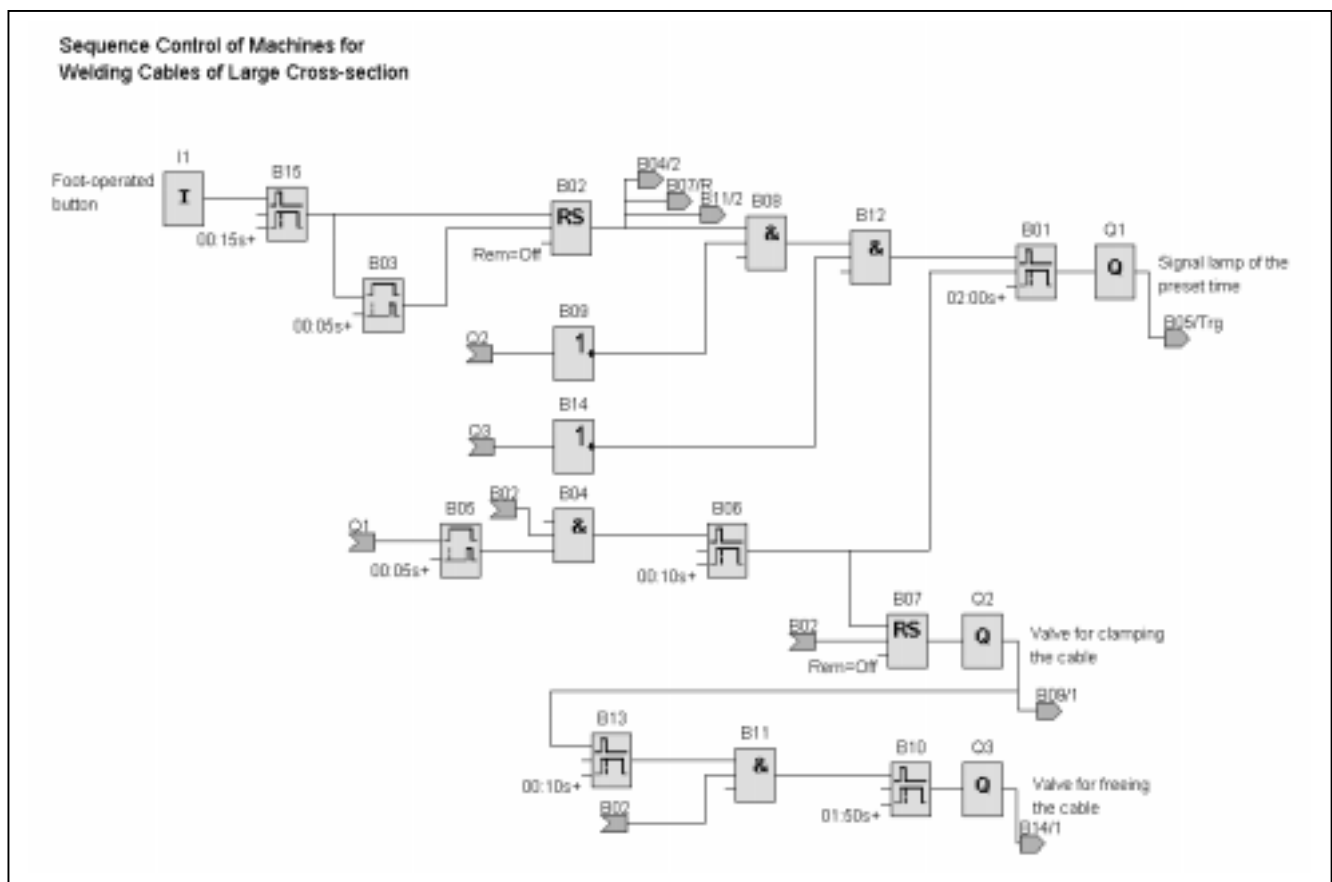 Sequence Control of Machines for
Welding Cables of Large Cross-section
I1
Foot-operated
button
I
B15
00:15s+
B03
00:05s+
B02
RS
Rem=Off
B04/2
B07/R
B11/2
B08
&
B12
&
B01
02:00s+
Q1
Q
Signal lamp of the
preset time
B05/Trg
B09
Q2
1
B14
Q3
1
Q1
B05
00:05s+
B02
B04
&
B06
00:10s+
B02
B07
RS
Rem=Off
Q2
Q
Valve for clamping
the cable
B09/1
B13
00:10s+
B02
B11
&
B10
01:50s+
Q3
Q
Valve for freeing
the cable
B14/1